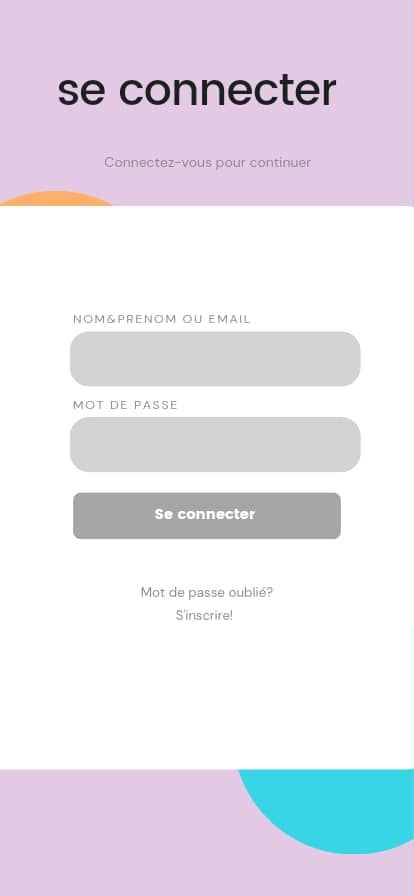 se connecter
Connectez-vous pour continuer
NOM&PRENOM OU EMAIL
MOT DE PASSE
Se connecter
Mot de passe oublié?
S'inscrire!